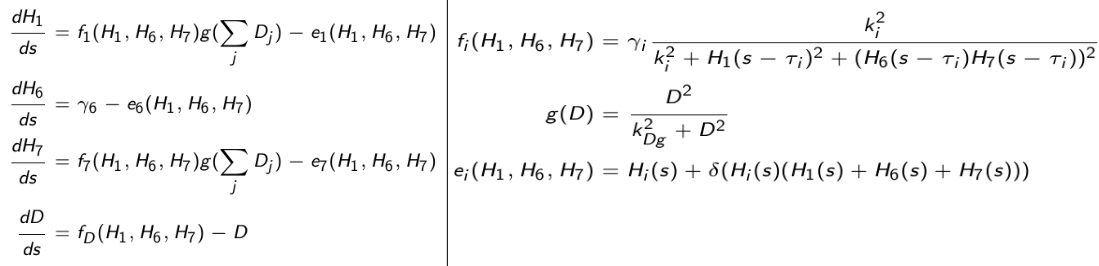 dH₁/ds = f₁(H₁, H₆, H₇)g(∑ⱼ Dⱼ) − e₁(H₁, H₆, H₇)
dH₆/ds = γ₆ − e₆(H₁, H₆, H₇)
dH₇/ds = f₇(H₁, H₆, H₇)g(∑ⱼ Dⱼ) − e₇(H₁, H₆, H₇)
dD/ds = f_D(H₁, H₆, H₇) − D
fᵢ(H₁, H₆, H₇) = γᵢ kᵢ² / (kᵢ² + H₁(s − τᵢ)² + (H₆(s − τᵢ)H₇(s − τᵢ))²)
g(D) = D² / (k_{Dg}² + D²)
eᵢ(H₁, H₆, H₇) = Hᵢ(s) + δ(Hᵢ(s)(H₁(s) + H₆(s) + H₇(s)))